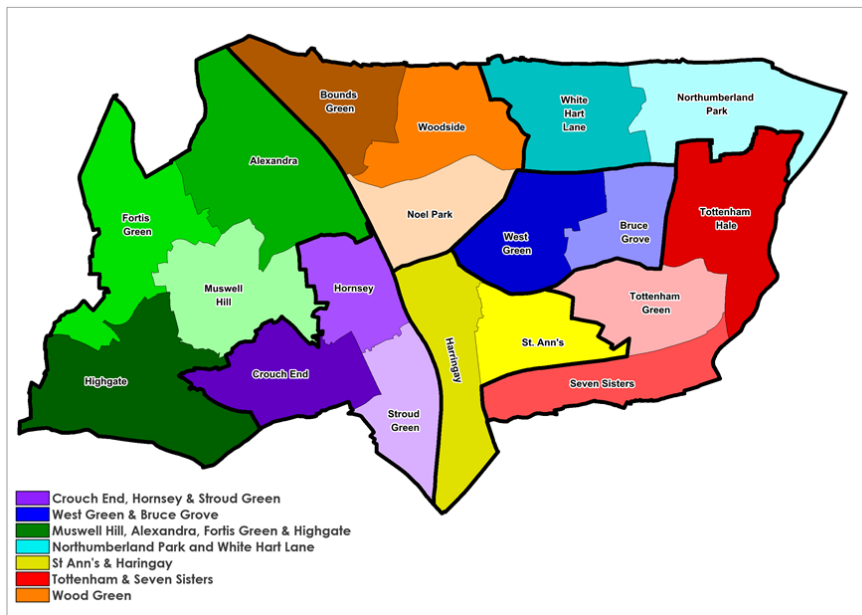 Bounds
Green
Woodside
White
Hart
Lane
Northumberland
Park
Alexandra
Fortis
Green
Noel Park
West
Green
Bruce
Grove
Tottenham
Hale
Muswell
Hill
Hornsey
Tottenham
Green
Harringay
St. Ann's
Highgate
Crouch End
Seven Sisters
Stroud
Green
Crouch End, Hornsey & Stroud Green
West Green & Bruce Grove
Muswell Hill, Alexandra, Fortis Green & Highgate
Northumberland Park and White Hart Lane
St Ann's & Haringay
Tottenham & Seven Sisters
Wood Green